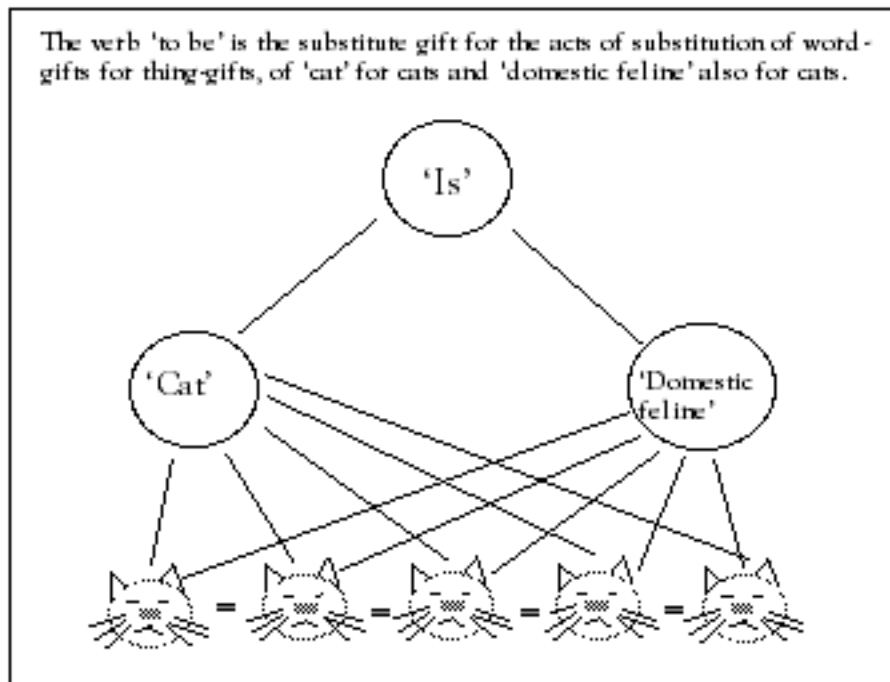 The verb ‘to be’ is the substitute gift for the acts of substitution of word-
gifts for thing-gifts, of ‘cat’ for cats and ‘domestic feline’ also for cats.
‘Is’
‘Cat’
‘Domestic
feline’
= = = =